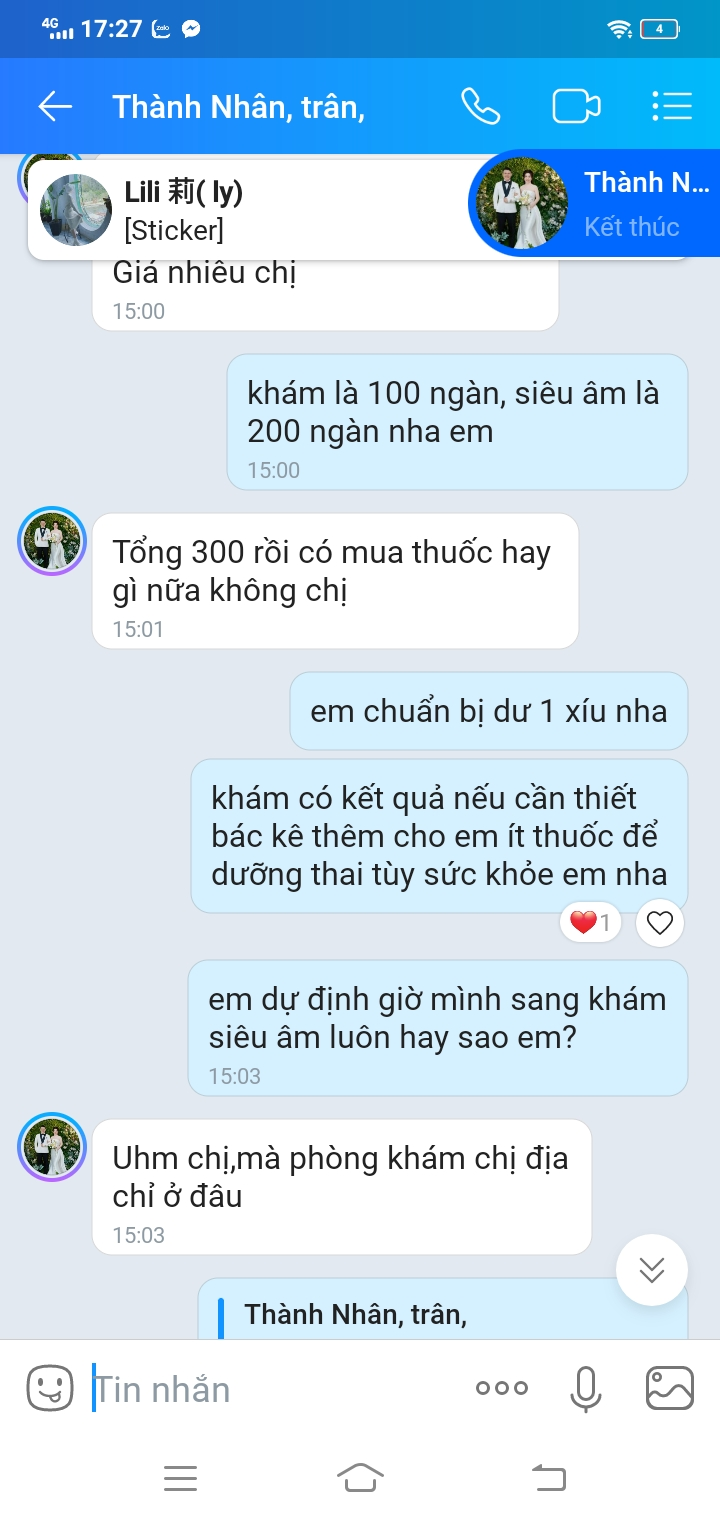 4G 17:27 Zalo 4
Thành Nhân, trân,
Lili 莉( ly)
[Sticker]
Thành N...
Kết thúc
Giá nhiêu chị
15:00
khám là 100 ngàn, siêu âm là
200 ngàn nha em
15:00
Tổng 300 rồi có mua thuốc hay
gì nữa không chị
15:01
em chuẩn bị dư 1 xíu nha
khám có kết quả nếu cần thiết
bác kê thêm cho em ít thuốc để
dưỡng thai tùy sức khỏe em nha
1
em dự định giờ mình sang khám
siêu âm luôn hay sao em?
15:03
Uhm chị,mà phòng khám chị địa
chỉ ở đâu
15:03
Thành Nhân, trân,
Tin nhắn